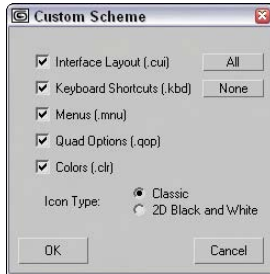 Custom Scheme
Interface Layout (.cui) All
Keyboard Shortcuts (.kbd) None
Menus (.mnu)
Quad Options (.qop)
Colors (.clr)
Icon Type: Classic
2D Black and White
OK Cancel